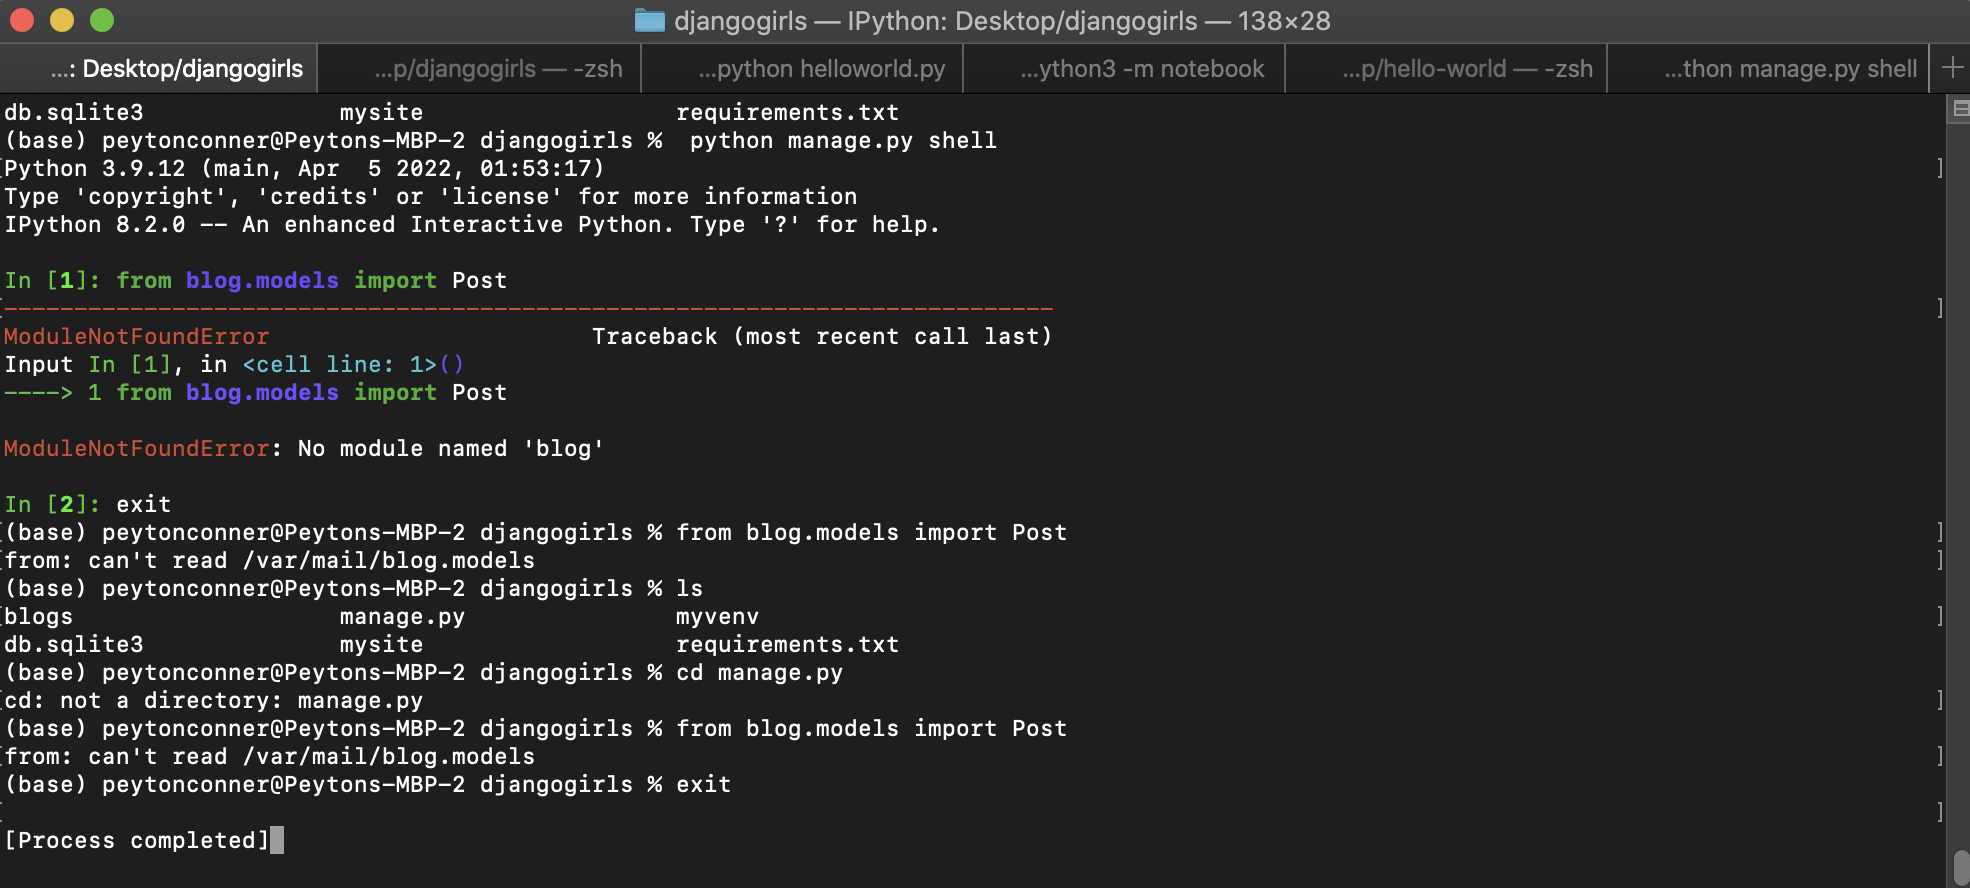 djangogirls — IPython: Desktop/djangogirls — 138×28
...: Desktop/djangogirls ...p/djangogirls — -zsh ...python helloworld.py ...ython3 -m notebook ...p/hello-world — -zsh ...thon manage.py shell +
db.sqlite3 mysite requirements.txt
(base) peytonconner@Peytons-MBP-2 djangogirls %  python manage.py shell
Python 3.9.12 (main, Apr  5 2022, 01:53:17)
Type 'copyright', 'credits' or 'license' for more information
IPython 8.2.0 -- An enhanced Interactive Python. Type '?' for help.
In [1]: from blog.models import Post
---------------------------------------------------------------------------
ModuleNotFoundError                       Traceback (most recent call last)
Input In [1], in <cell line: 1>()
----> 1 from blog.models import Post
ModuleNotFoundError: No module named 'blog'
In [2]: exit
(base) peytonconner@Peytons-MBP-2 djangogirls % from blog.models import Post
from: can't read /var/mail/blog.models
(base) peytonconner@Peytons-MBP-2 djangogirls % ls
blogs manage.py myvenv
db.sqlite3 mysite requirements.txt
(base) peytonconner@Peytons-MBP-2 djangogirls % cd manage.py
cd: not a directory: manage.py
(base) peytonconner@Peytons-MBP-2 djangogirls % from blog.models import Post
from: can't read /var/mail/blog.models
(base) peytonconner@Peytons-MBP-2 djangogirls % exit
[Process completed]